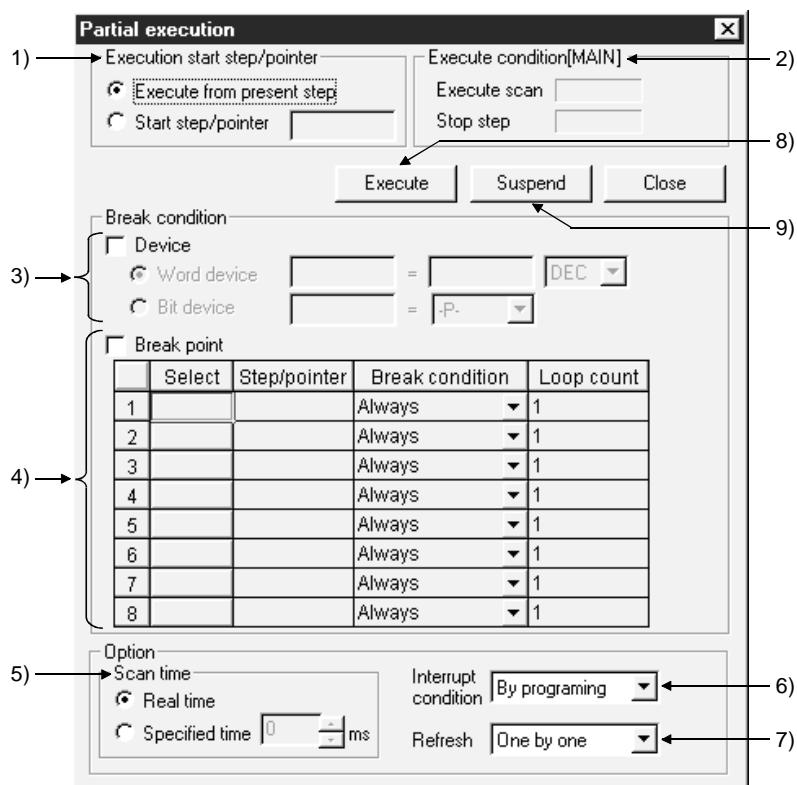 Partial execution
1) Execution start step/pointer
Execute condition[MAIN] 2)
Execute from present step
Execute scan
Start step/pointer
Stop step
8)
Execute Suspend Close
9)
Break condition
3) Device
Word device = DEC
Bit device = -P-
4) Break point
Select Step/pointer Break condition Loop count
1 Always 1
2 Always 1
3 Always 1
4 Always 1
5 Always 1
6 Always 1
7 Always 1
8 Always 1
Option
5) Scan time
Real time
Specified time 0 ms
Interrupt condition By programing 6)
Refresh One by one 7)